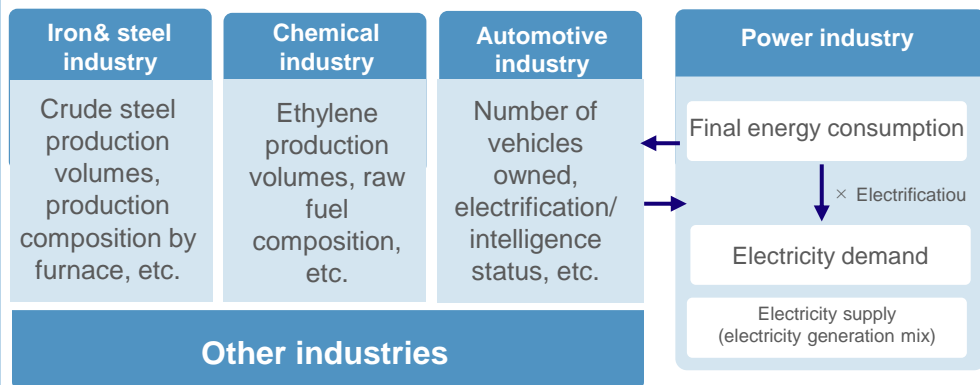 Iron& steel
industry
Crude steel
production
volumes,
production
composition by
furnace, etc.
Chemical
industry
Ethylene
production
volumes, raw
fuel
composition,
etc.
Automotive
industry
Number of
vehicles
owned,
electrification/
intelligence
status, etc.
Other industries
Power industry
Final energy consumption
× Electrificatiou
Electricity demand
Electricity supply
(electricity generation mix)